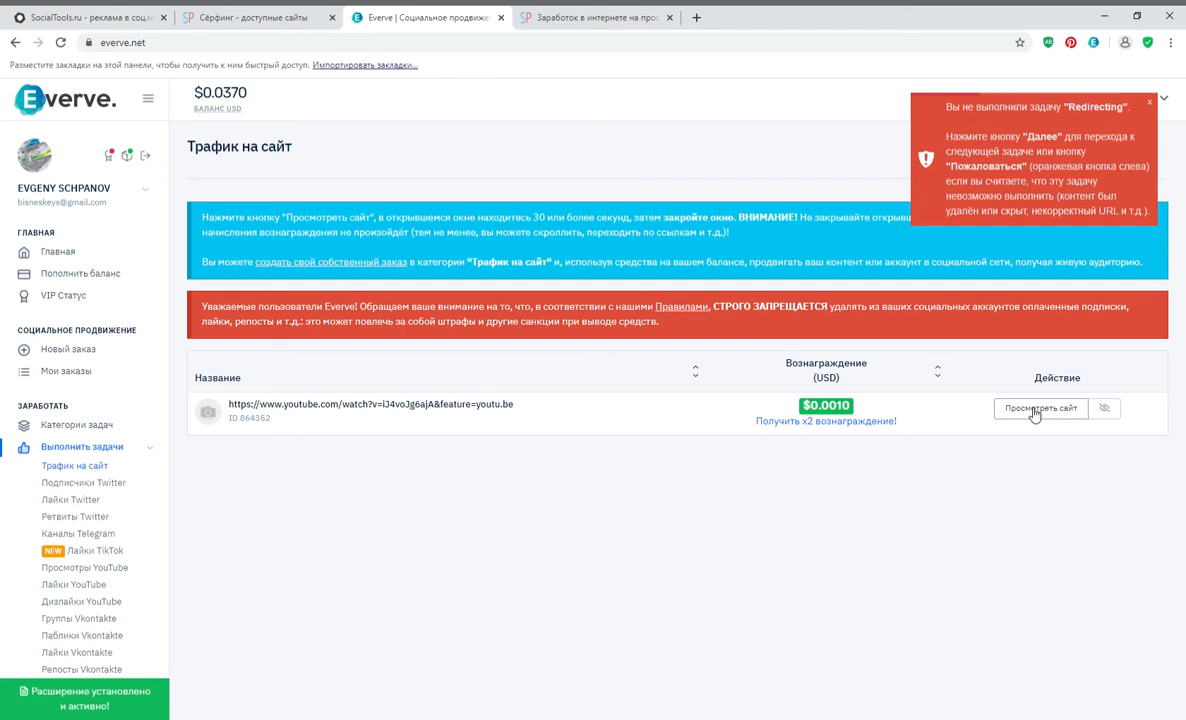 SocialTools.ru - реклама в соц.м
Сёрфинг - доступные сайты
Everve | Социальное продвиже
Заработок в интернете на прос
everve.net
Разместите закладки на этой панели, чтобы получить к ним быстрый доступ. Импортировать закладки...
Everve.
$0.0370
БАЛАНС USD
Вы не выполнили задачу "Redirecting".
x
Нажмите кнопку "Далее" для перехода к
следующей задаче или кнопку
"Пожаловаться" (оранжевая кнопка слева)
если вы считаете, что эту задачу
невозможно выполнить (контент был
удалён или скрыт, некорректный URL и т.д.).
Трафик на сайт
EVGENY SCHPANOV
bisneskeys@gmail.com
Нажмите кнопку "Просмотреть сайт", в открывшемся окне находитесь 30 или более секунд, затем закройте окно. ВНИМАНИЕ! Не закрывайте открывш
начисления вознаграждения не произойдёт (тем не менее, вы можете скроллить, переходить по ссылкам и т.д.)!
Вы можете создать свой собственный заказ в категории "Трафик на сайт" и, используя средства на вашем балансе, продвигать ваш контент или аккаунт в социальной сети, получая живую аудиторию.
Уважаемые пользователи Everve! Обращаем ваше внимание на то, что, в соответствии с нашими Правилами, СТРОГО ЗАПРЕЩАЕТСЯ удалять из ваших социальных аккаунтов оплаченные подписки,
лайки, репосты и т.д.: это может повлечь за собой штрафы и другие санкции при выводе средств.
Название
Вознаграждение
(USD)
Действие
https://www.youtube.com/watch?v=iJ4voJg6ajA&feature=youtu.be
ID 864352
$0.0010
Получить x2 вознаграждение!
Просмотреть сайт
ГЛАВНАЯ
Главная
Пополнить баланс
VIP Статус
СОЦИАЛЬНОЕ ПРОДВИЖЕНИЕ
Новый заказ
Мои заказы
ЗАРАБОТАТЬ
Категории задач
Выполнить задачи
Трафик на сайт
Подписчики Twitter
Лайки Twitter
Ретвиты Twitter
Каналы Telegram
NEW Лайки TikTok
Просмотры YouTube
Лайки YouTube
Дизлайки YouTube
Группы Vkontakte
Паблики Vkontakte
Лайки Vkontakte
Репосты Vkontakte
Расширение установлено
и активно!